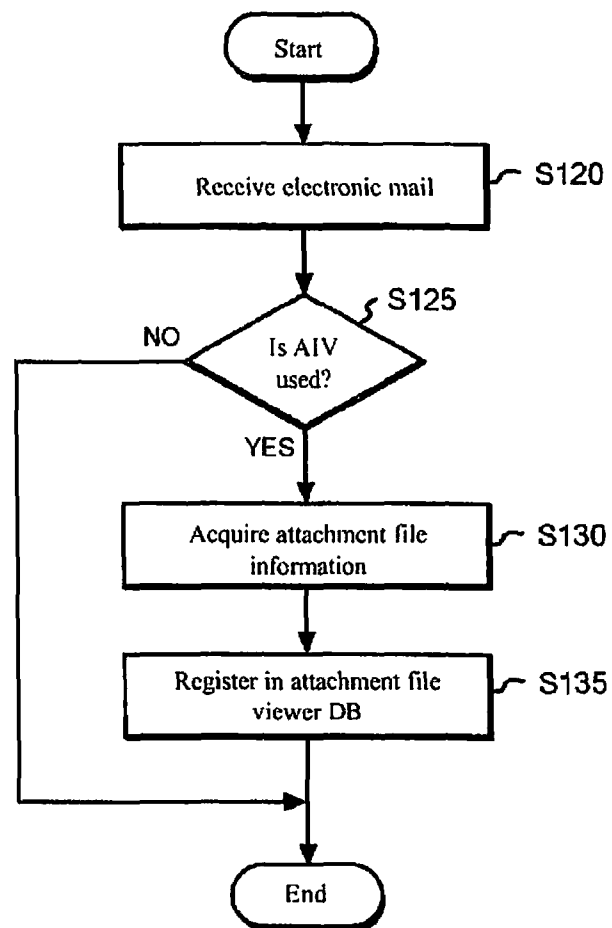 Start
Receive electronic mail
S120
S125
NO
Is AIV
used?
YES
Acquire attachment file
information
S130
Register in attachment file
viewer DB
S135
End